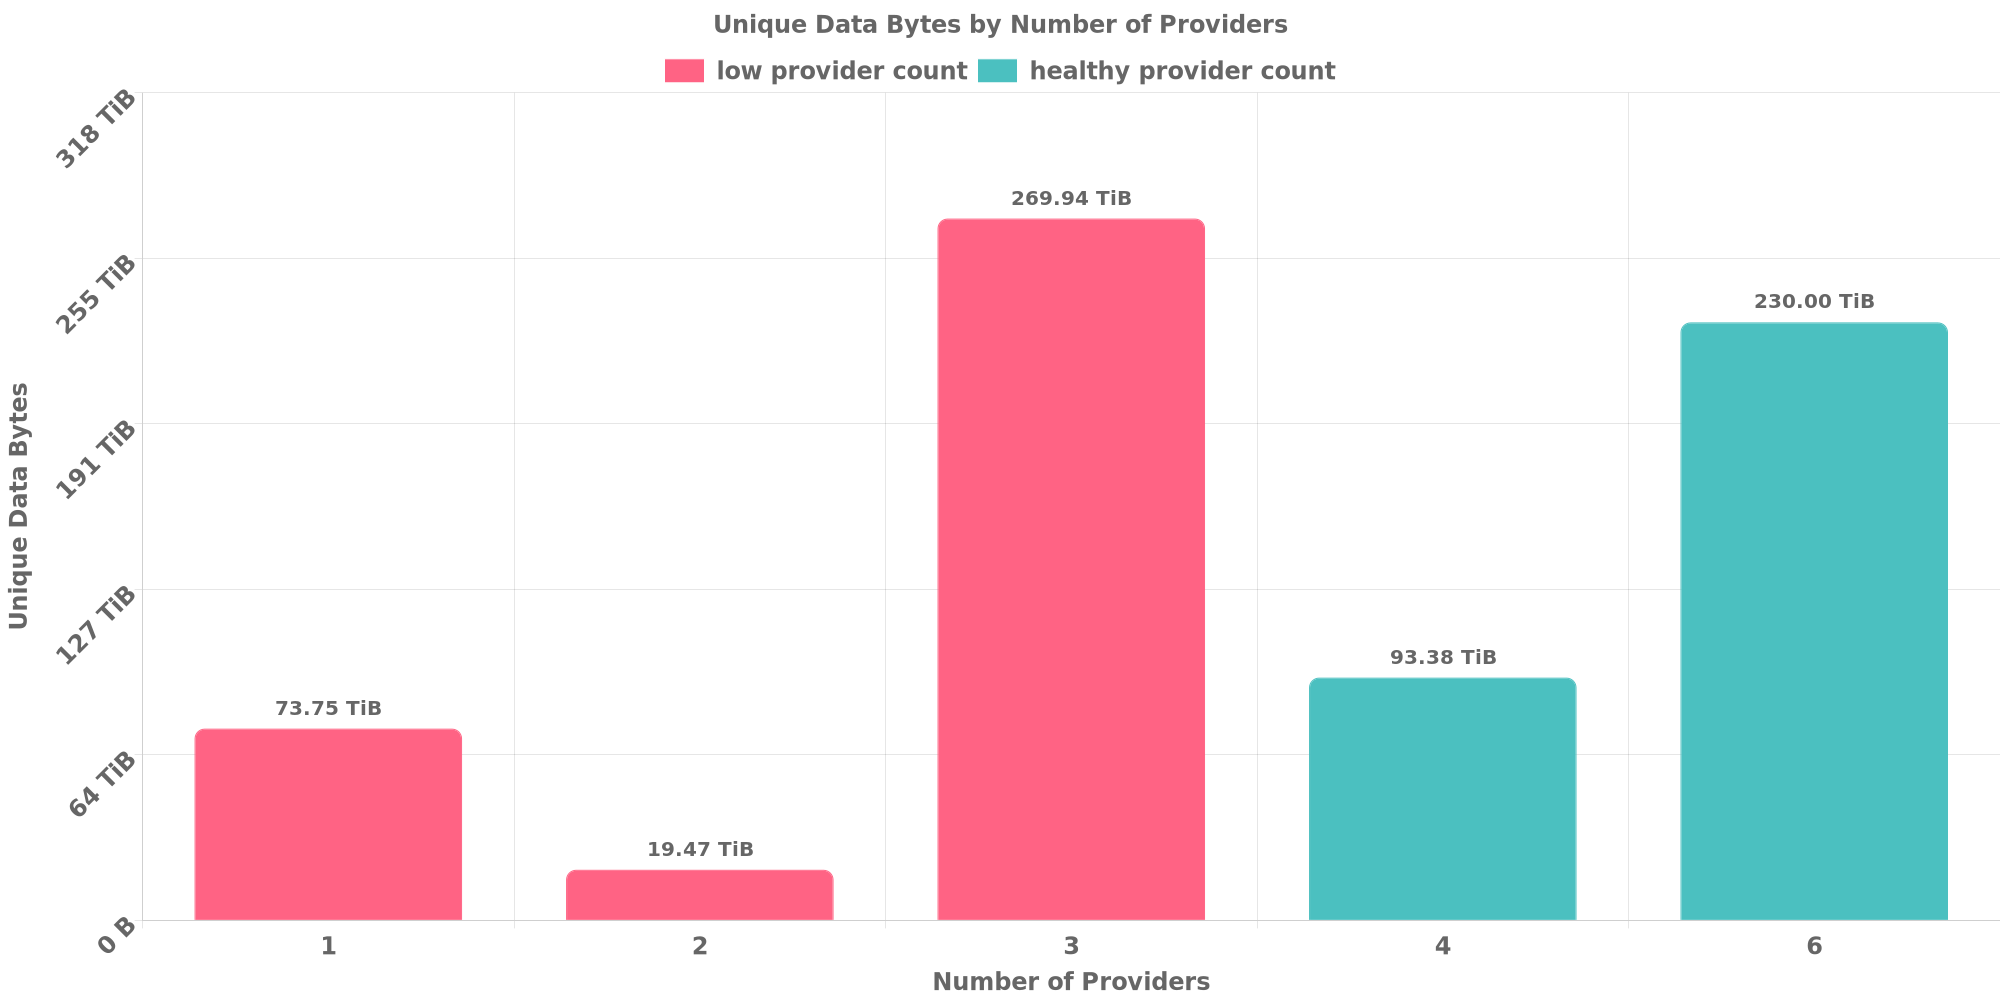 Unique Data Bytes by Number of Providers
low provider count healthy provider count
318 TiB
255 TiB
191 TiB
127 TiB
64 TiB
0 B
Unique Data Bytes
73.75 TiB
19.47 TiB
269.94 TiB
93.38 TiB
230.00 TiB
1 2 3 4 6
Number of Providers